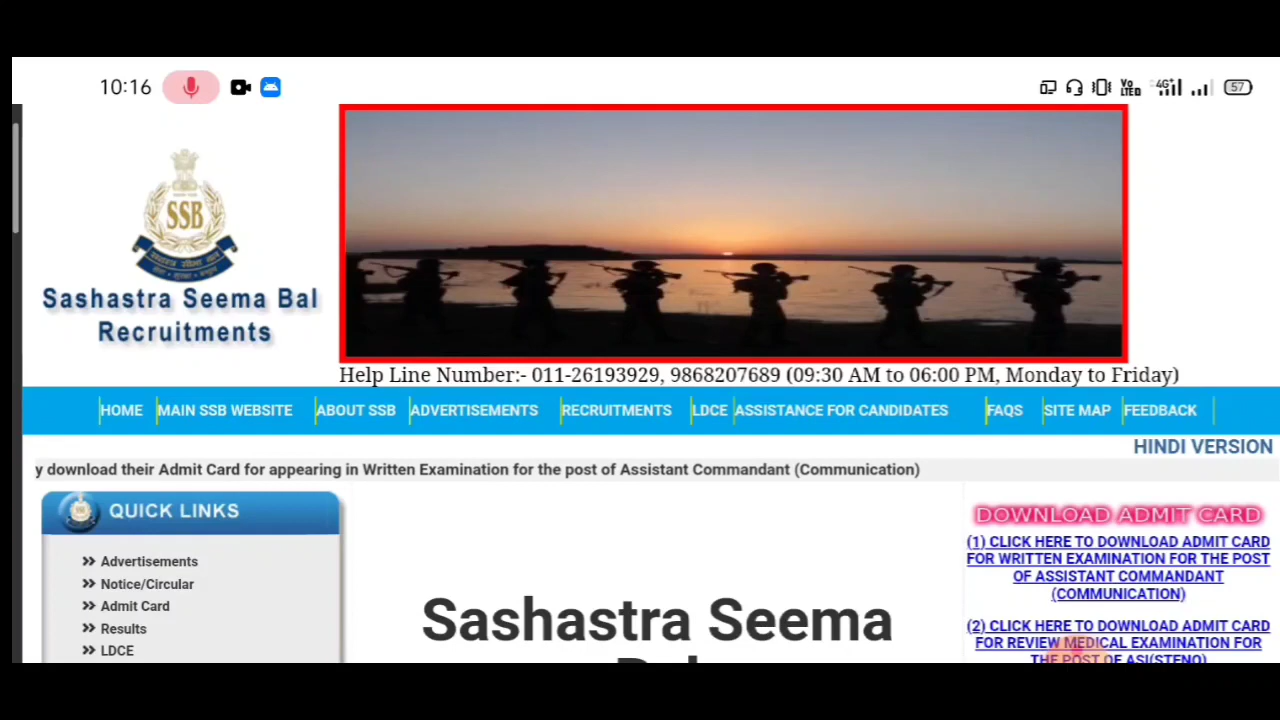 10:16
Vo LTED 4G+ 57
SSB
Sashastra Seema Bal
Recruitments
Help Line Number:- 011-26193929, 9868207689 (09:30 AM to 06:00 PM, Monday to Friday)
HOME MAIN SSB WEBSITE ABOUT SSB ADVERTISEMENTS RECRUITMENTS LDCE ASSISTANCE FOR CANDIDATES FAQS SITE MAP FEEDBACK
HINDI VERSION
y download their Admit Card for appearing in Written Examination for the post of Assistant Commandant (Communication)
QUICK LINKS
Advertisements
Notice/Circular
Admit Card
Results
LDCE
Sashastra Seema
DOWNLOAD ADMIT CARD
(1) CLICK HERE TO DOWNLOAD ADMIT CARD
FOR WRITTEN EXAMINATION FOR THE POST
OF ASSISTANT COMMANDANT
(COMMUNICATION)
(2) CLICK HERE TO DOWNLOAD ADMIT CARD
FOR REVIEW MEDICAL EXAMINATION FOR
THE POST OF ASI(STENO)